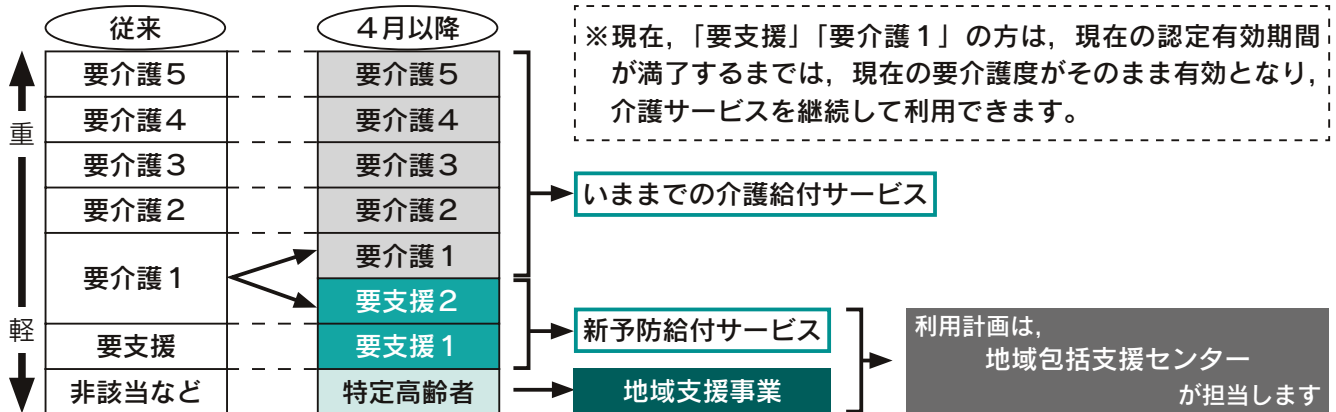 従来
４月以降
※現在，「要支援」「要介護１」の方は，現在の認定有効期間
が満了するまでは，現在の要介護度がそのまま有効となり，
介護サービスを継続して利用できます。
重
軽
要介護５
要介護４
要介護３
要介護２
要介護１
要支援
非該当など
要介護５
要介護４
要介護３
要介護２
要介護１
要支援２
要支援１
特定高齢者
いままでの介護給付サービス
新予防給付サービス
地域支援事業
利用計画は，
地域包括支援センター
が担当します